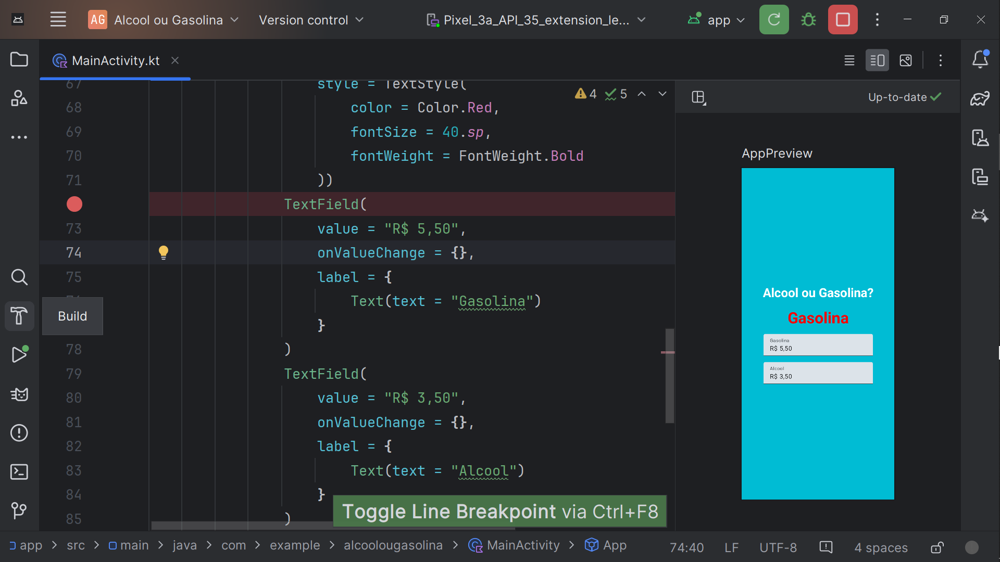 AG Alcool ou Gasolina Version control Pixel_3a_API_35_extension_le... app
MainActivity.kt
67 style = TextStyle(
4 5
Up-to-date
68 color = Color.Red,
69 fontSize = 40.sp,
70 fontWeight = FontWeight.Bold
71 ))
TextField(
73 value = "R$ 5,50",
74 onValueChange = {},
75 label = {
Text(text = "Gasolina")
}
Build
78 )
79 TextField(
80 value = "R$ 3,50",
81 onValueChange = {},
82 label = {
83 Text(text = "Alcool")
84 }
85 )
Toggle Line Breakpoint via Ctrl+F8
AppPreview
Alcool ou Gasolina?
Gasolina
Gasolina
R$ 5,50
Alcool
R$ 3,50
app > src > main > java > com > example > alcoolougasolina > MainActivity > App 74:40 LF UTF-8 4 spaces